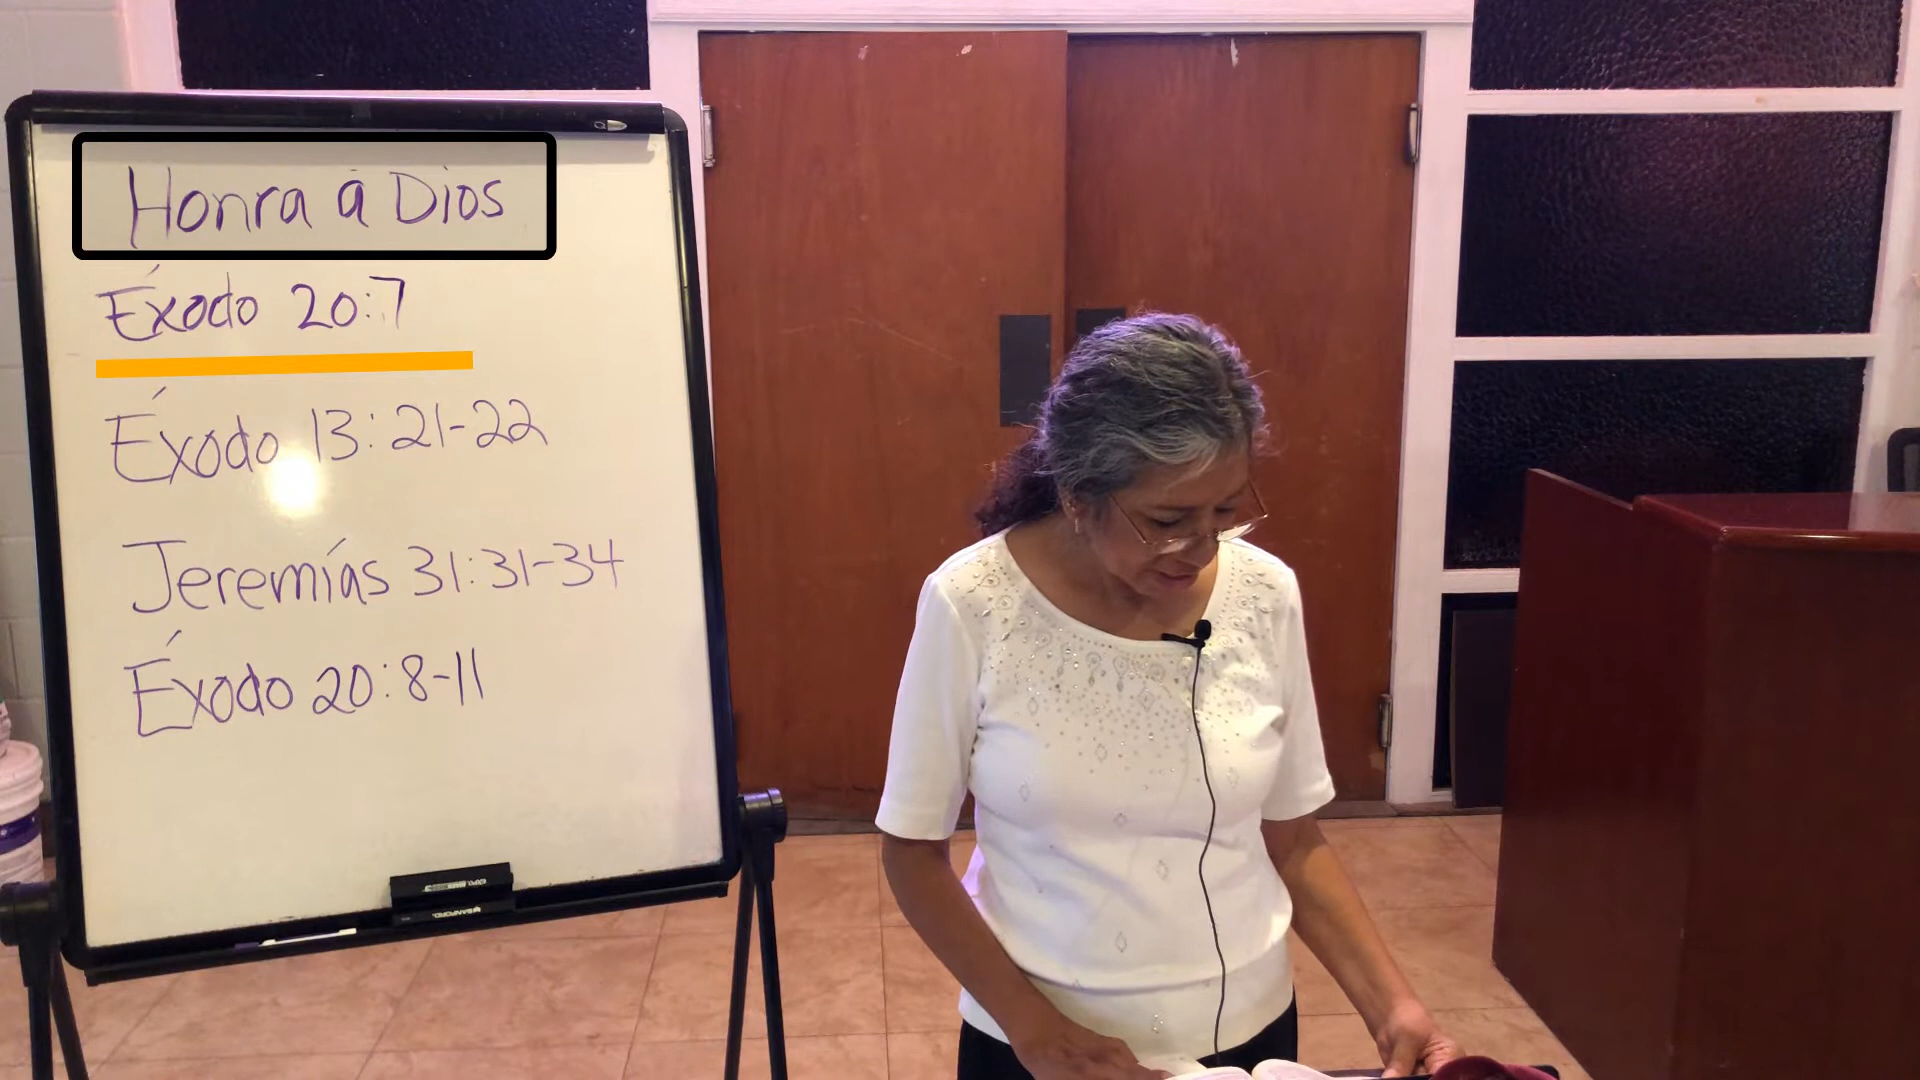 Honra a Dios
Éxodo 20:7
Éxodo 13:21-22
Jeremías 31:31-34
Éxodo 20:8-11